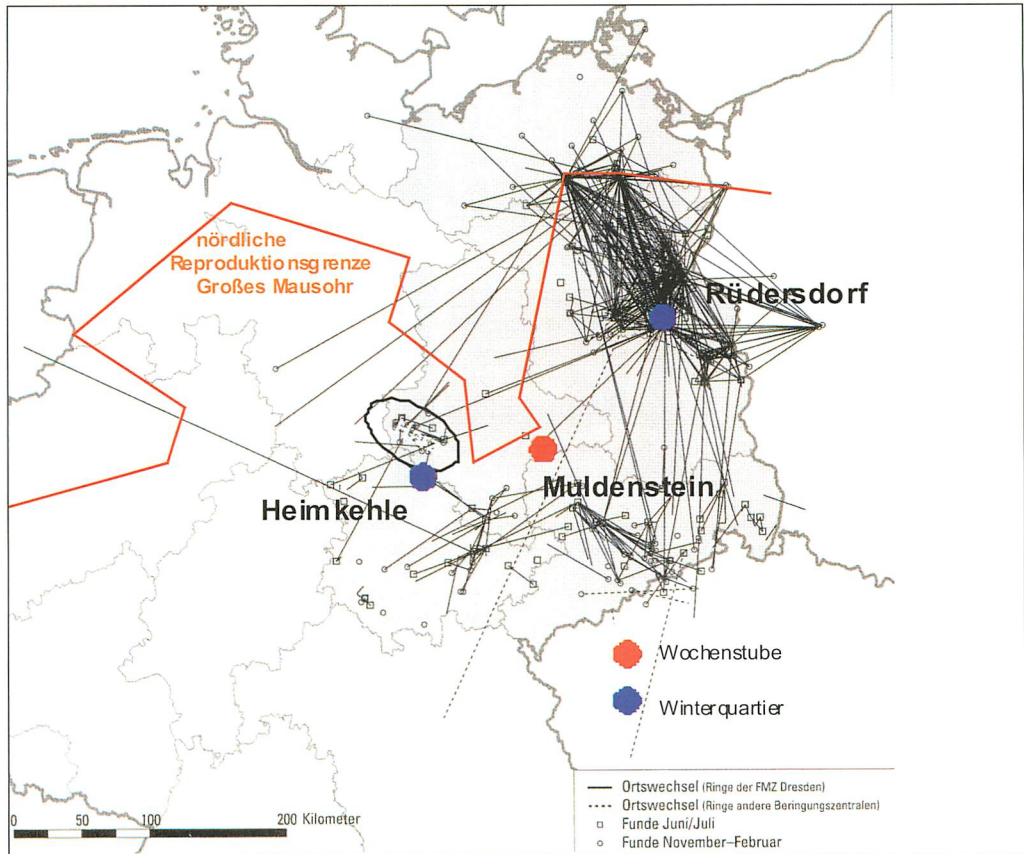 nördliche
Reproduktionsgrenze
Großes Mausohr
Rüdersdorf
Muldenstein
Heimkehle
Wochenstube
Winterquartier
0 50 100 200 Kilometer
Ortswechsel (Ringe der FMZ Dresden)
Ortswechsel (Ringe andere Beringungszentralen)
Funde Juni/Juli
Funde November–Februar